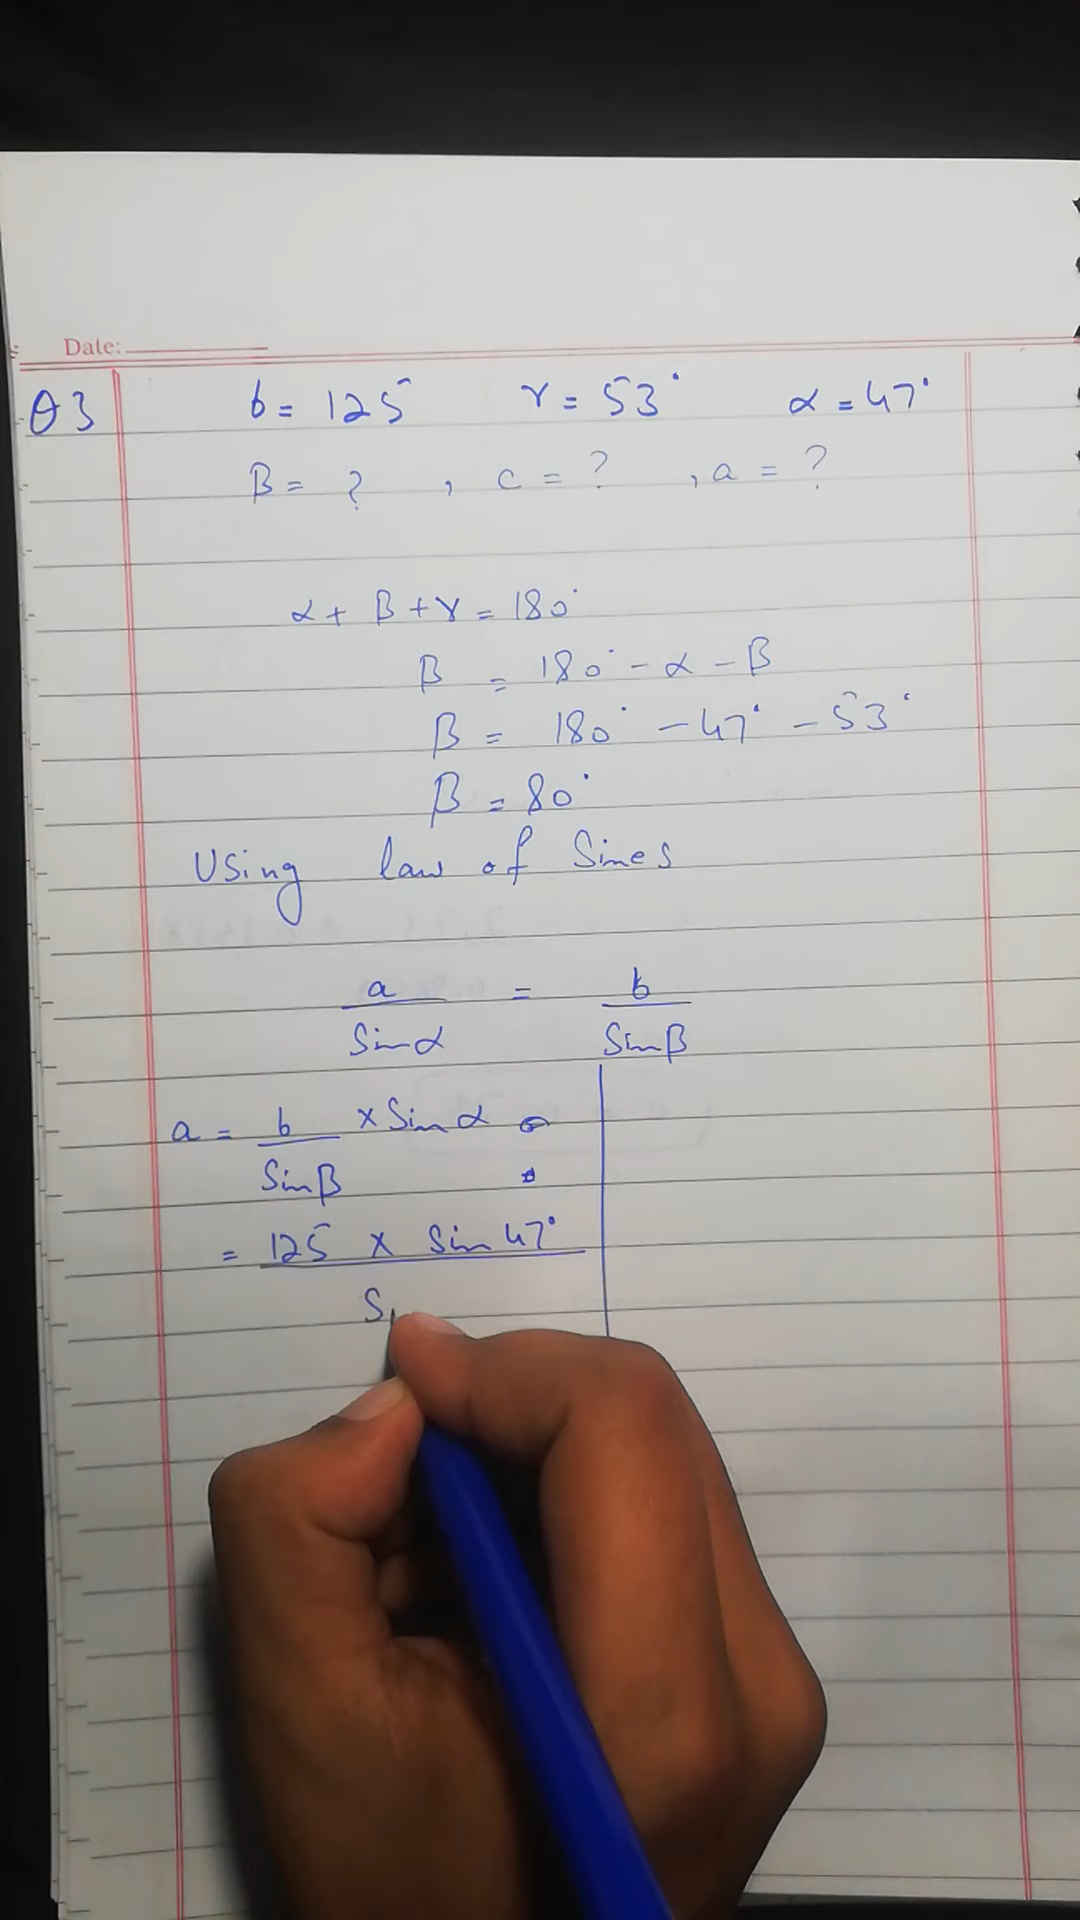 Date:
Q3 b = 125 γ = 53° α = 47°
β = ? , c = ? , a = ?
α + β + γ = 180°
β = 180° - α - β
β = 180° - 47° - 53°
β = 80°
Using law of Sines
a = b
Sinα Sinβ
a = b × Sin α
Sinβ
= 125 × Sin 47°
S